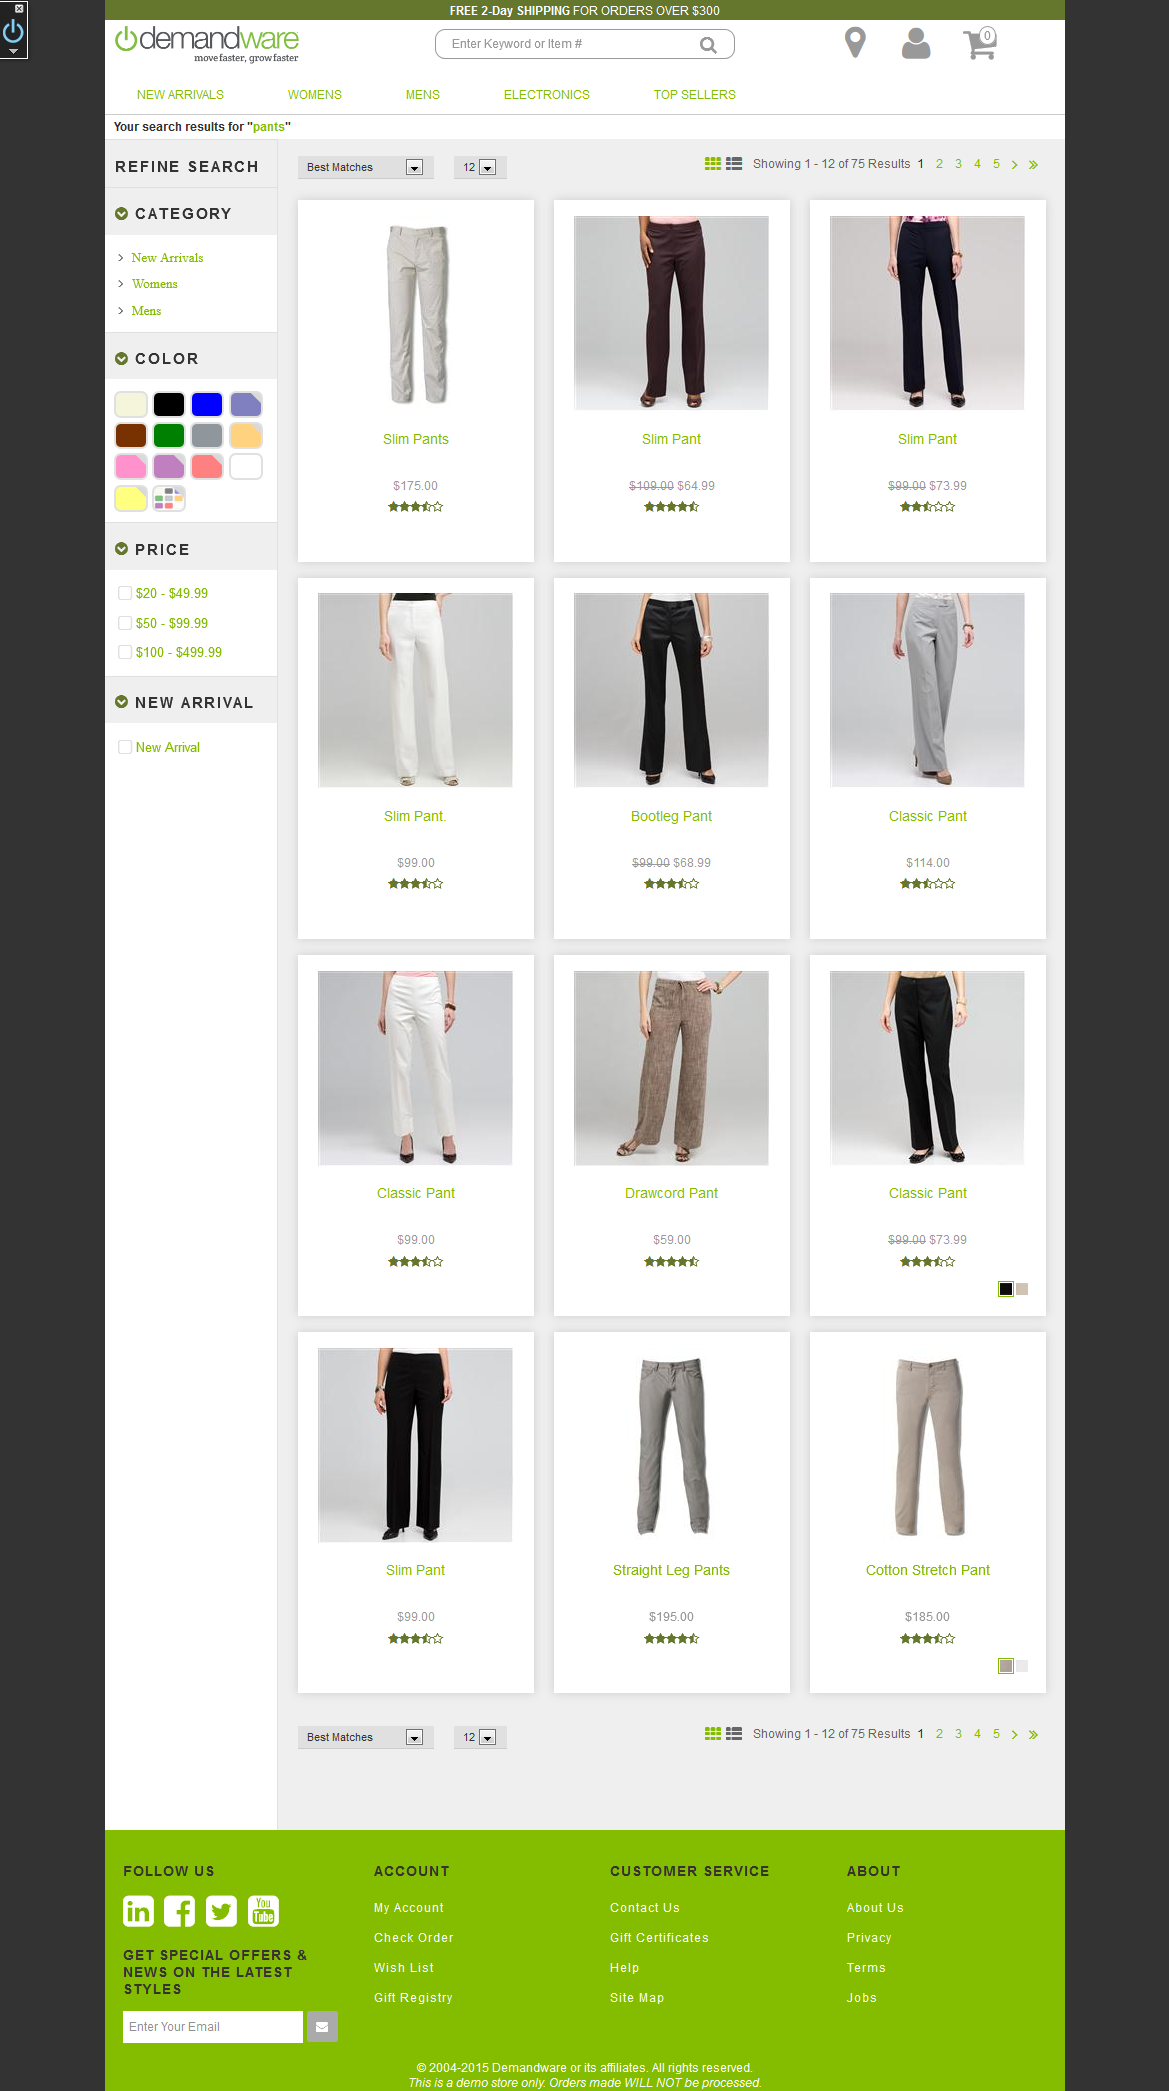 FREE 2-Day SHIPPING FOR ORDERS OVER $300
demandware
move faster, grow faster
Enter Keyword or Item #
0
NEW ARRIVALS WOMENS MENS ELECTRONICS TOP SELLERS
Your search results for "pants"
REFINE SEARCH
CATEGORY
New Arrivals
Womens
Mens
COLOR
PRICE
$20 - $49.99
$50 - $99.99
$100 - $499.99
NEW ARRIVAL
New Arrival
Best Matches 12 Showing 1 - 12 of 75 Results 1 2 3 4 5 > »
Slim Pants
$175.00
Slim Pant
$109.00 $64.99
Slim Pant
$99.00 $73.99
Slim Pant.
$99.00
Bootleg Pant
$99.00 $68.99
Classic Pant
$114.00
Classic Pant
$99.00
Drawcord Pant
$59.00
Classic Pant
$99.00 $73.99
Slim Pant
$99.00
Straight Leg Pants
$195.00
Cotton Stretch Pant
$185.00
Best Matches 12 Showing 1 - 12 of 75 Results 1 2 3 4 5 > »
FOLLOW US
in f You Tube
GET SPECIAL OFFERS &
NEWS ON THE LATEST
STYLES
Enter Your Email
ACCOUNT
My Account
Check Order
Wish List
Gift Registry
CUSTOMER SERVICE
Contact Us
Gift Certificates
Help
Site Map
ABOUT
About Us
Privacy
Terms
Jobs
© 2004-2015 Demandware or its affiliates. All rights reserved.
This is a demo store only. Orders made WILL NOT be processed.